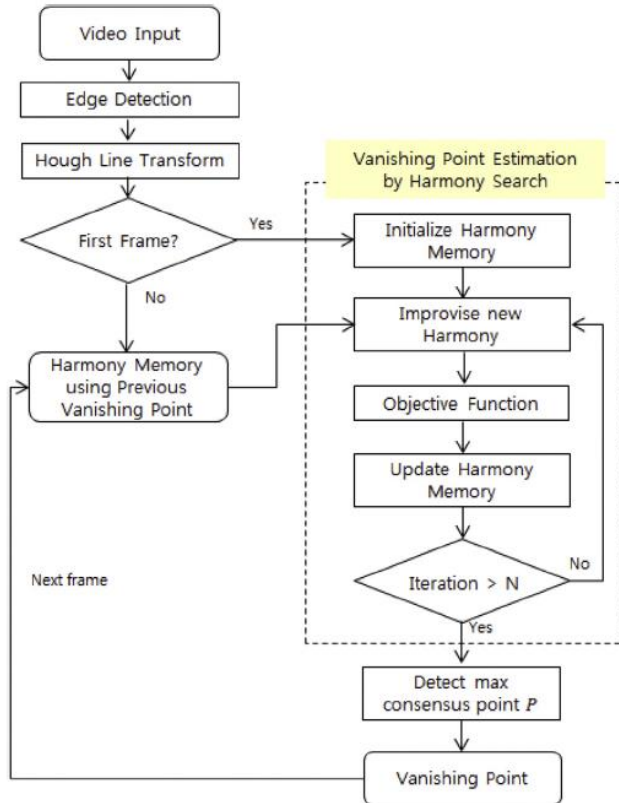 Video Input
Edge Detection
Hough Line Transform
First Frame?
Yes
No
Harmony Memory
using Previous
Vanishing Point
Next frame
Vanishing Point Estimation
by Harmony Search
Initialize Harmony
Memory
Improvise new
Harmony
Objective Function
Update Harmony
Memory
Iteration > N
No
Yes
Detect max
consensus point P
Vanishing Point